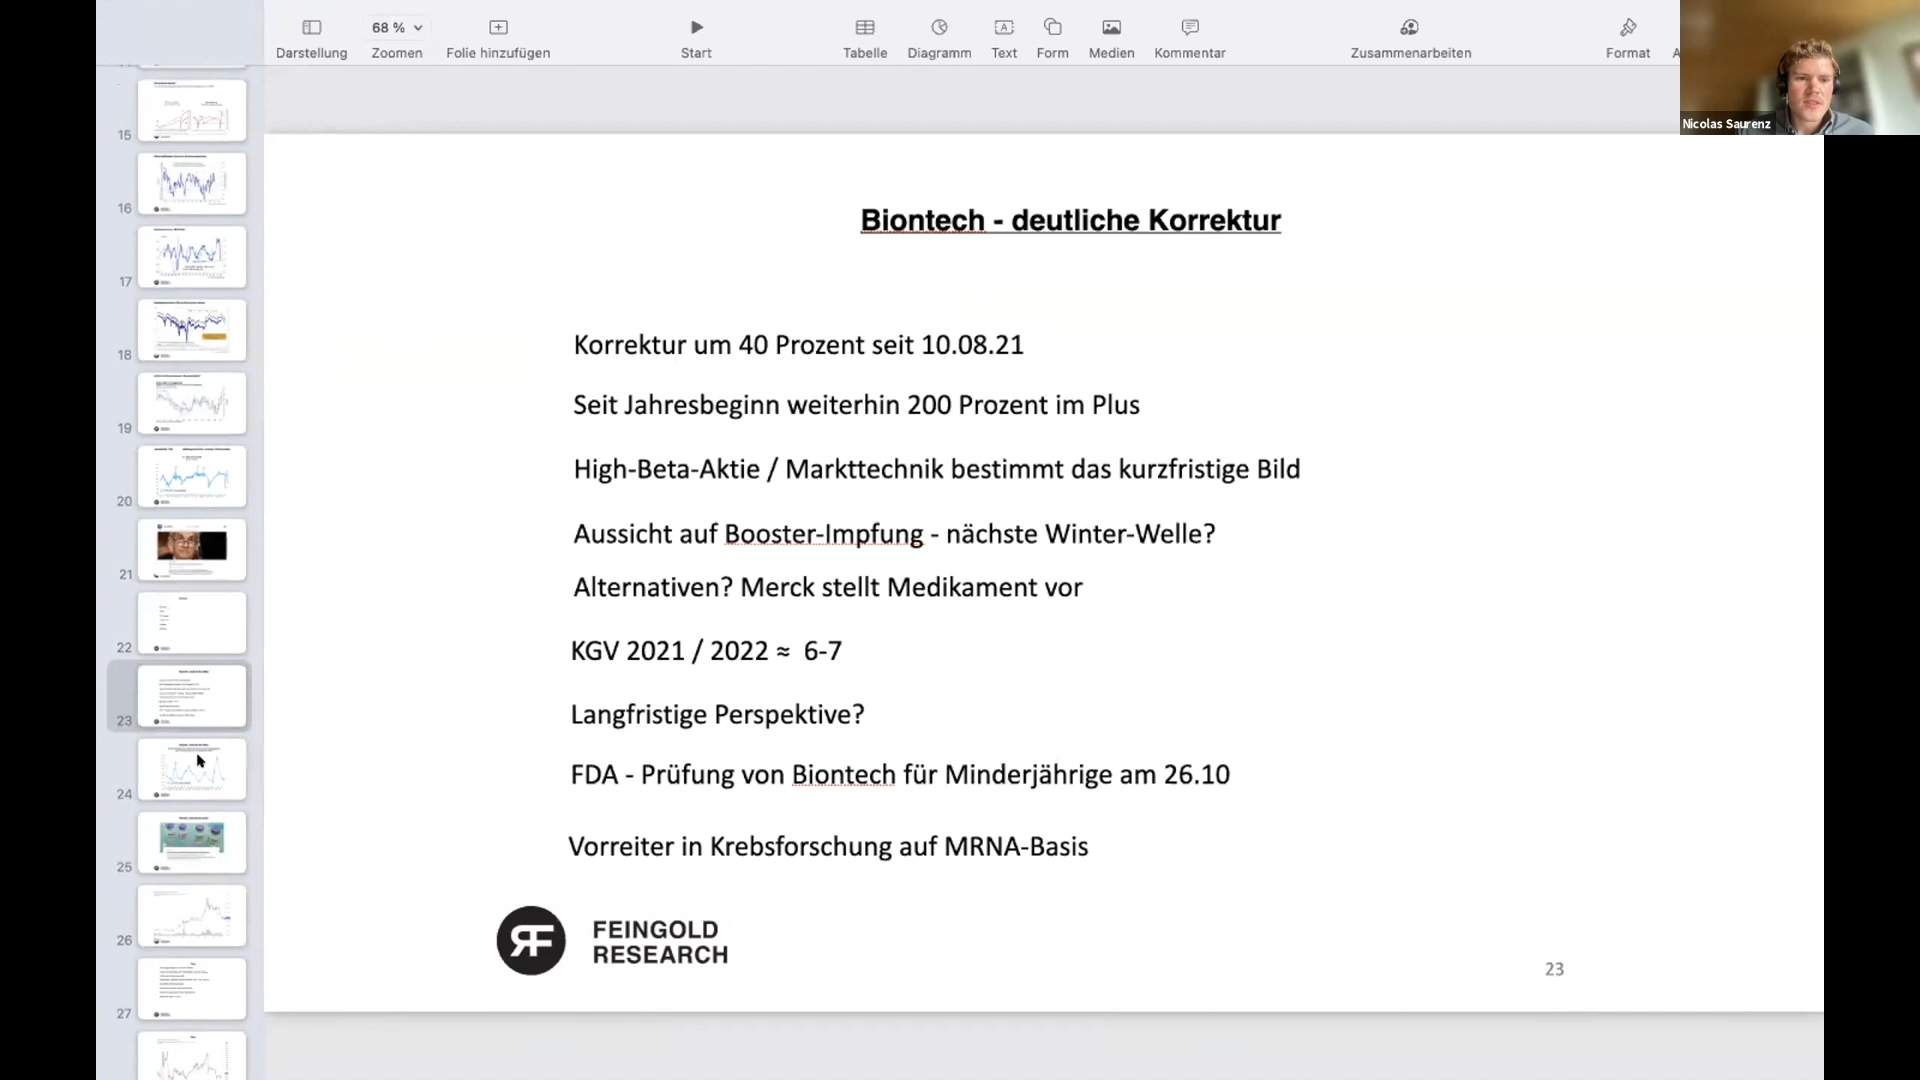 68 %
Darstellung
Zoomen
Folie hinzufügen
Start
Tabelle
Diagramm
Text
Form
Medien
Kommentar
Zusammenarbeiten
Format
A
Nicolas Saurenz
15
16
17
18
19
20
21
22
23
24
25
26
27
Biontech - deutliche Korrektur
Korrektur um 40 Prozent seit 10.08.21
Seit Jahresbeginn weiterhin 200 Prozent im Plus
High-Beta-Aktie / Markttechnik bestimmt das kurzfristige Bild
Aussicht auf Booster-Impfung - nächste Winter-Welle?
Alternativen? Merck stellt Medikament vor
KGV 2021 / 2022 ≈ 6-7
Langfristige Perspektive?
FDA - Prüfung von Biontech für Minderjährige am 26.10
Vorreiter in Krebsforschung auf MRNA-Basis
FEINGOLD
RESEARCH
23